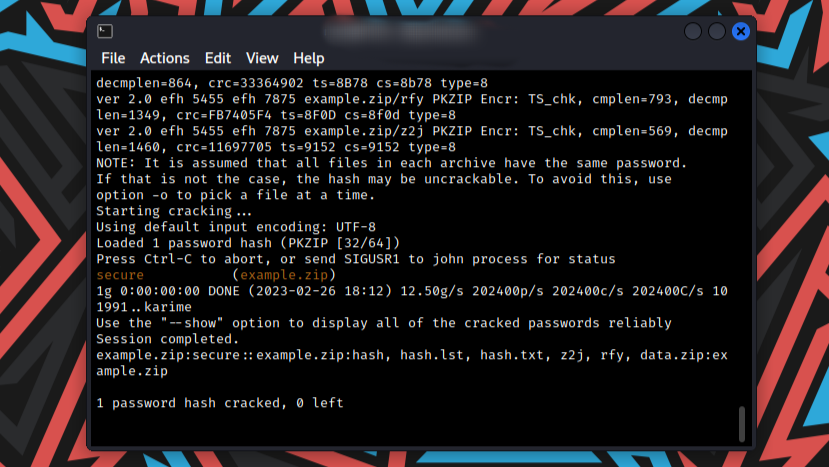 File Actions Edit View Help
decmplen=864, crc=33364902 ts=8B78 cs=8b78 type=8
ver 2.0 efh 5455 efh 7875 example.zip/rfy PKZIP Encr: TS_chk, cmplen=793, decmp
len=1349, crc=FB7405F4 ts=8F0D cs=8f0d type=8
ver 2.0 efh 5455 efh 7875 example.zip/z2j PKZIP Encr: TS_chk, cmplen=569, decmp
len=1460, crc=11697705 ts=9152 cs=9152 type=8
NOTE: It is assumed that all files in each archive have the same password.
If that is not the case, the hash may be uncrackable. To avoid this, use
option -o to pick a file at a time.
Starting cracking...
Using default input encoding: UTF-8
Loaded 1 password hash (PKZIP [32/64])
Press Ctrl-C to abort, or send SIGUSR1 to john process for status
secure (example.zip)
1g 0:00:00:00 DONE (2023-02-26 18:12) 12.50g/s 202400p/s 202400c/s 202400C/s 10
1991..karime
Use the "--show" option to display all of the cracked passwords reliably
Session completed.
example.zip:secure::example.zip:hash, hash.lst, hash.txt, z2j, rfy, data.zip:ex
ample.zip
1 password hash cracked, 0 left